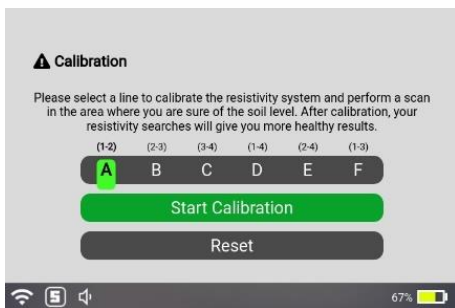 Calibration
Please select a line to calibrate the resistivity system and perform a scan
in the area where you are sure of the soil level. After calibration, your
resistivity searches will give you more healthy results.
(1-2) (2-3) (3-4) (1-4) (2-4) (1-3)
A B C D E F
Start Calibration
Reset
5 67%